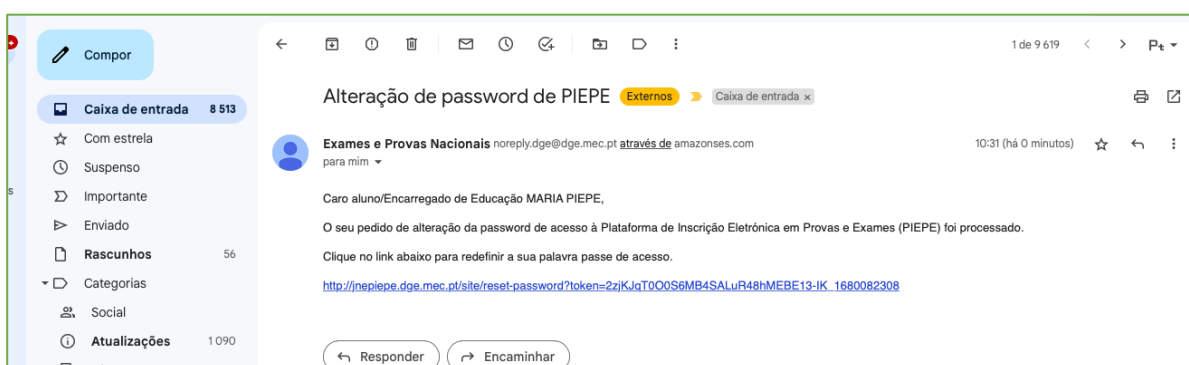 Compor
1 de 9 619
Pt
Alteração de password de PIEPE Externos Caixa de entrada ×
Caixa de entrada 8 513
Com estrela
Suspenso
Importante
Enviado
Rascunhos 56
Categorias
Social
Atualizações 1 090
Exames e Provas Nacionais noreply.dge@dge.mec.pt através de amazonses.com
10:31 (há 0 minutos)
para mim
Caro aluno/Encarregado de Educação MARIA PIEPE,
O seu pedido de alteração da password de acesso à Plataforma de Inscrição Eletrónica em Provas e Exames (PIEPE) foi processado.
Clique no link abaixo para redefinir a sua palavra passe de acesso.
http://jnepiepe.dge.mec.pt/site/reset-password?token=2zjKJqT0O0S6MB4SALuR48hMEBE13-IK_1680082308
Responder
Encaminhar